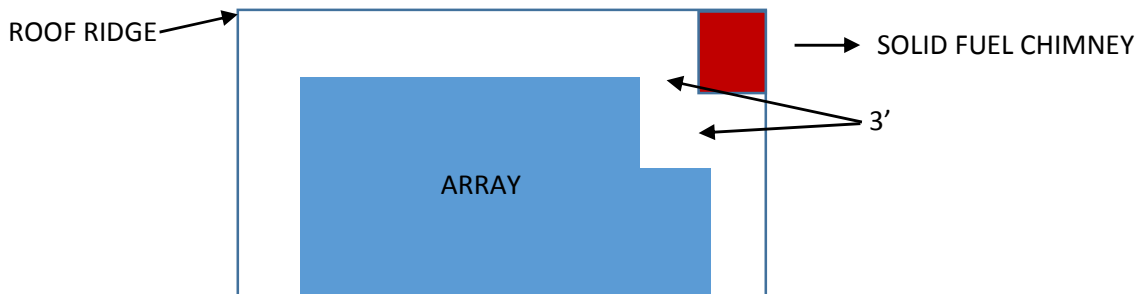 ROOF RIDGE
SOLID FUEL CHIMNEY
3’
ARRAY